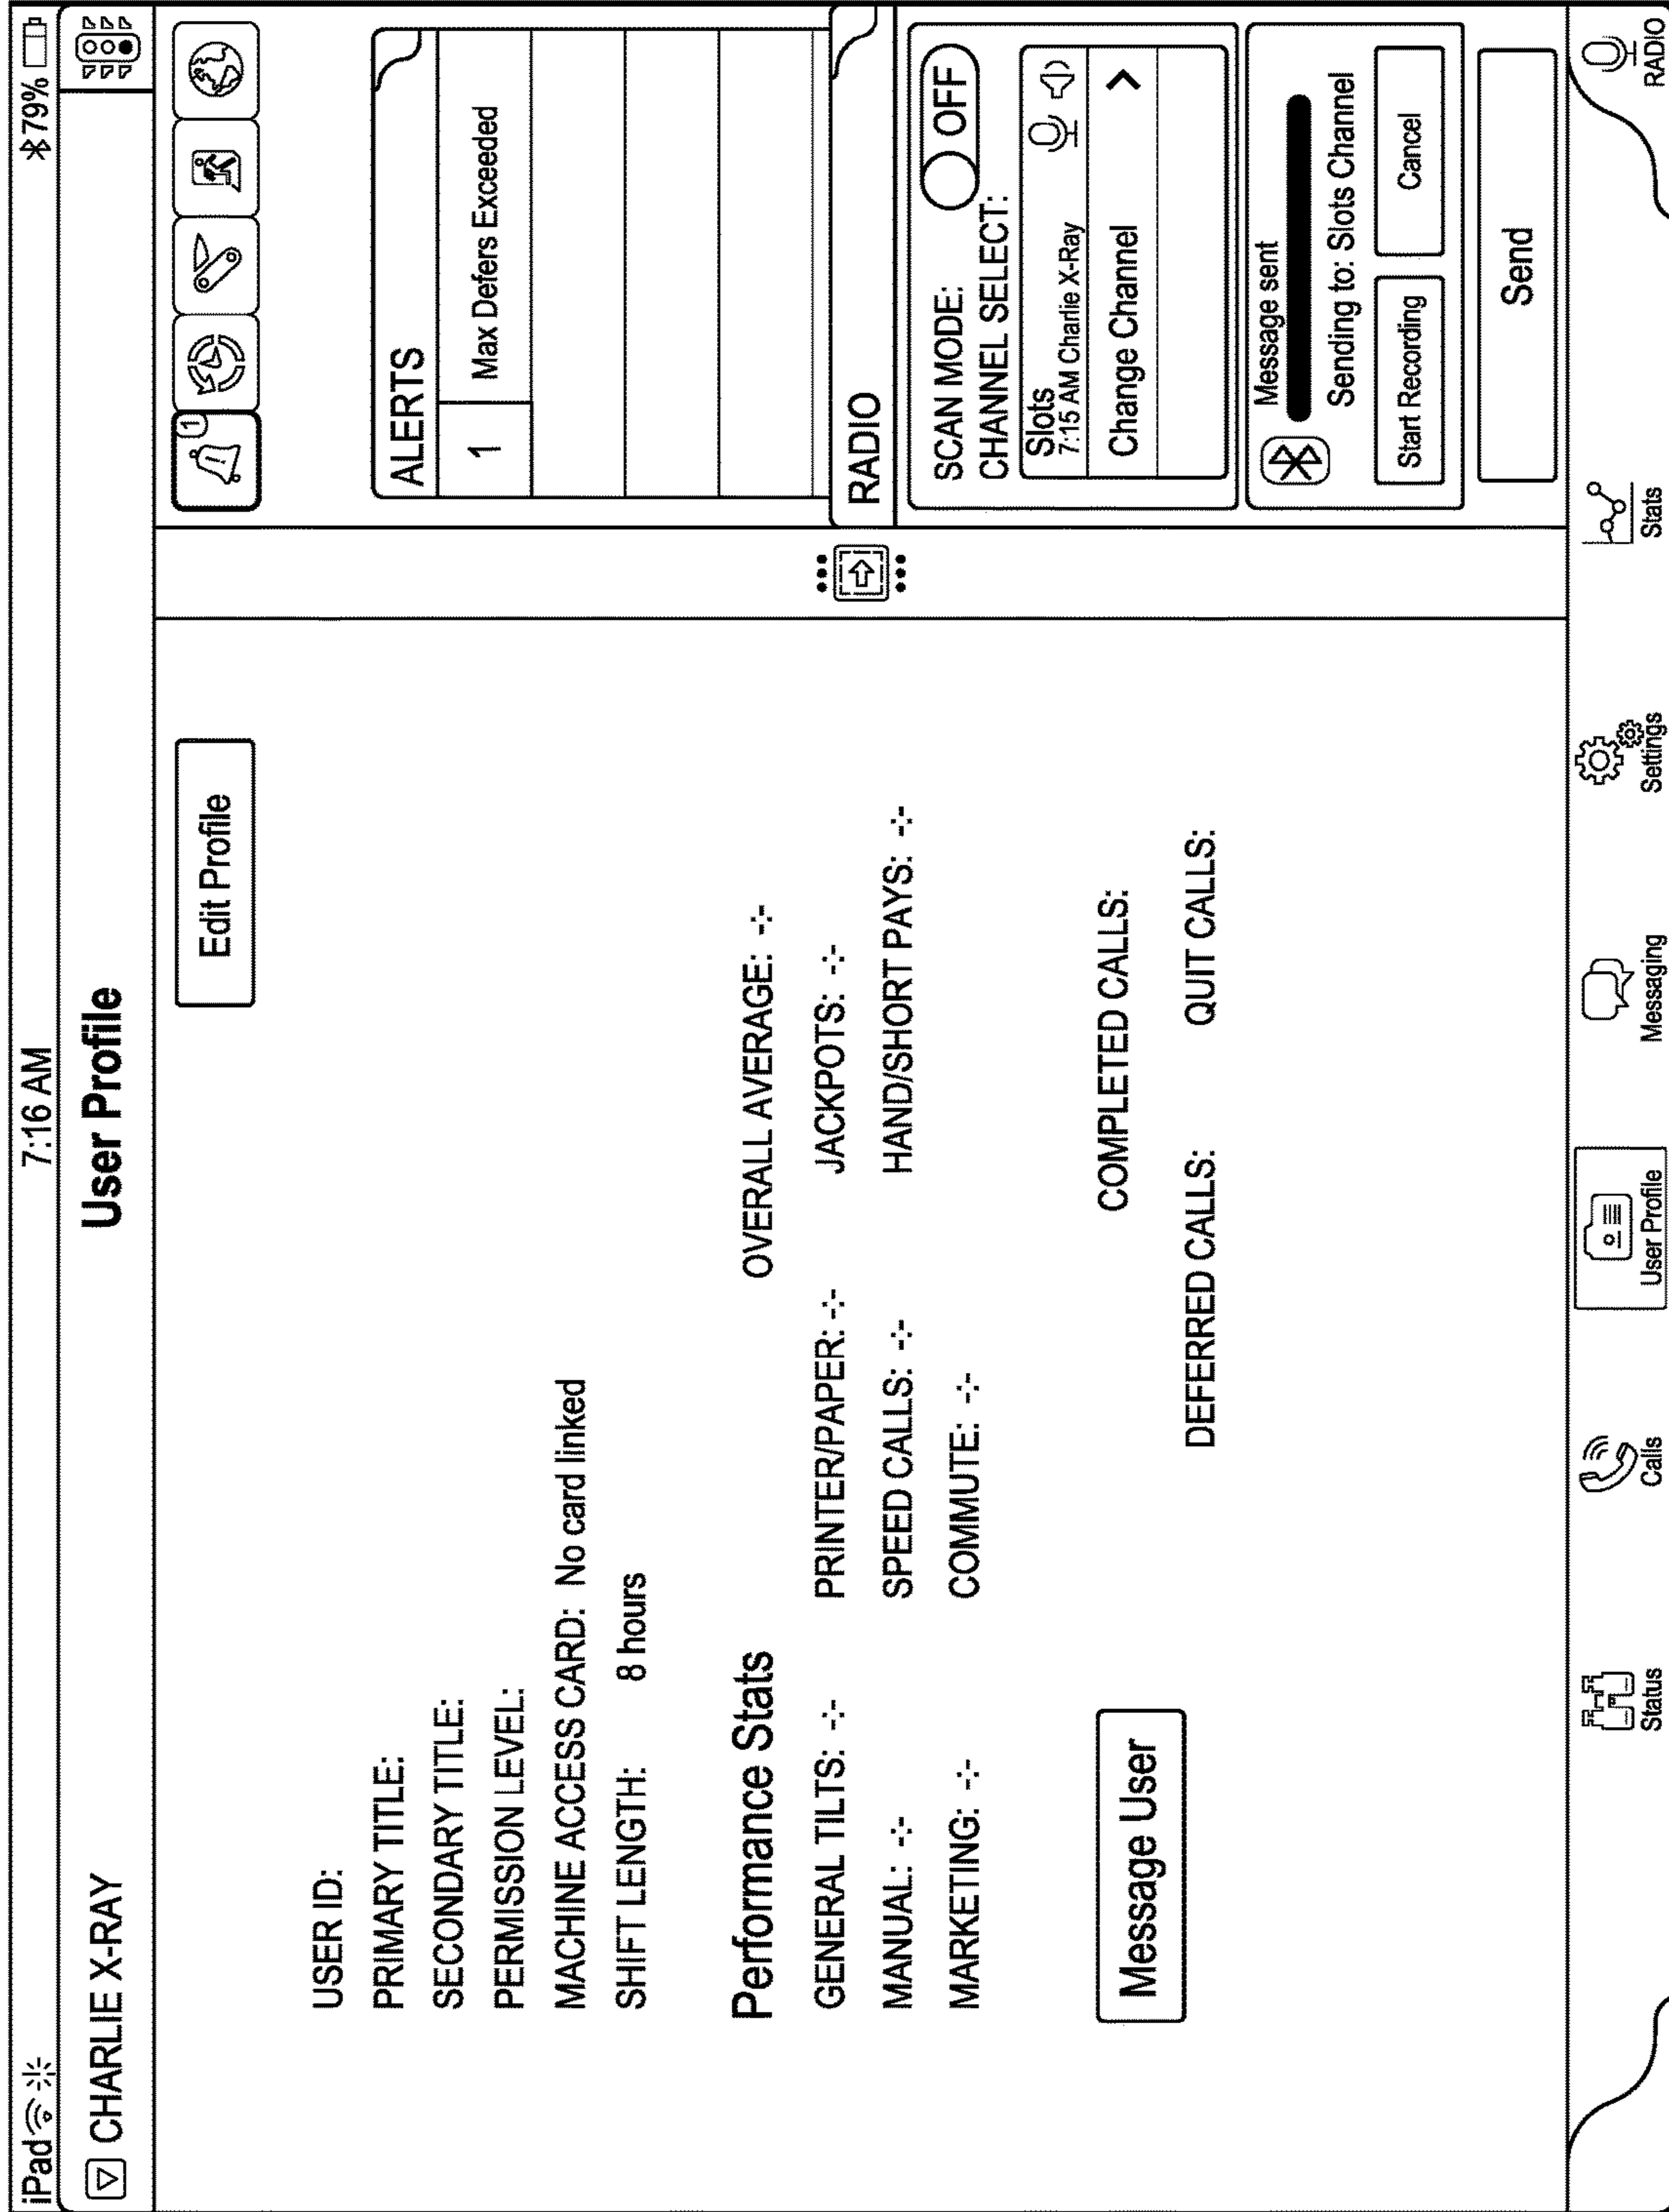 iPad 7:16 AM 79%
CHARLIE X-RAY User Profile
Edit Profile
USER ID:
PRIMARY TITLE:
SECONDARY TITLE:
PERMISSION LEVEL:
MACHINE ACCESS CARD: No card linked
SHIFT LENGTH: 8 hours
Performance Stats OVERALL AVERAGE: -:-
GENERAL TILTS: -:- PRINTER/PAPER: -:- JACKPOTS: -:-
MANUAL: -:- SPEED CALLS: -:- HAND/SHORT PAYS: -:-
MARKETING: -:- COMMUTE: -:-
Message User COMPLETED CALLS:
DEFERRED CALLS: QUIT CALLS:
1
ALERTS
1 Max Defers Exceeded
RADIO
SCAN MODE: OFF
CHANNEL SELECT:
Slots
7:15 AM Charlie X-Ray
Change Channel >
Message sent
Sending to: Slots Channel
Start Recording Cancel
Send
Status Calls User Profile Messaging Settings Stats RADIO